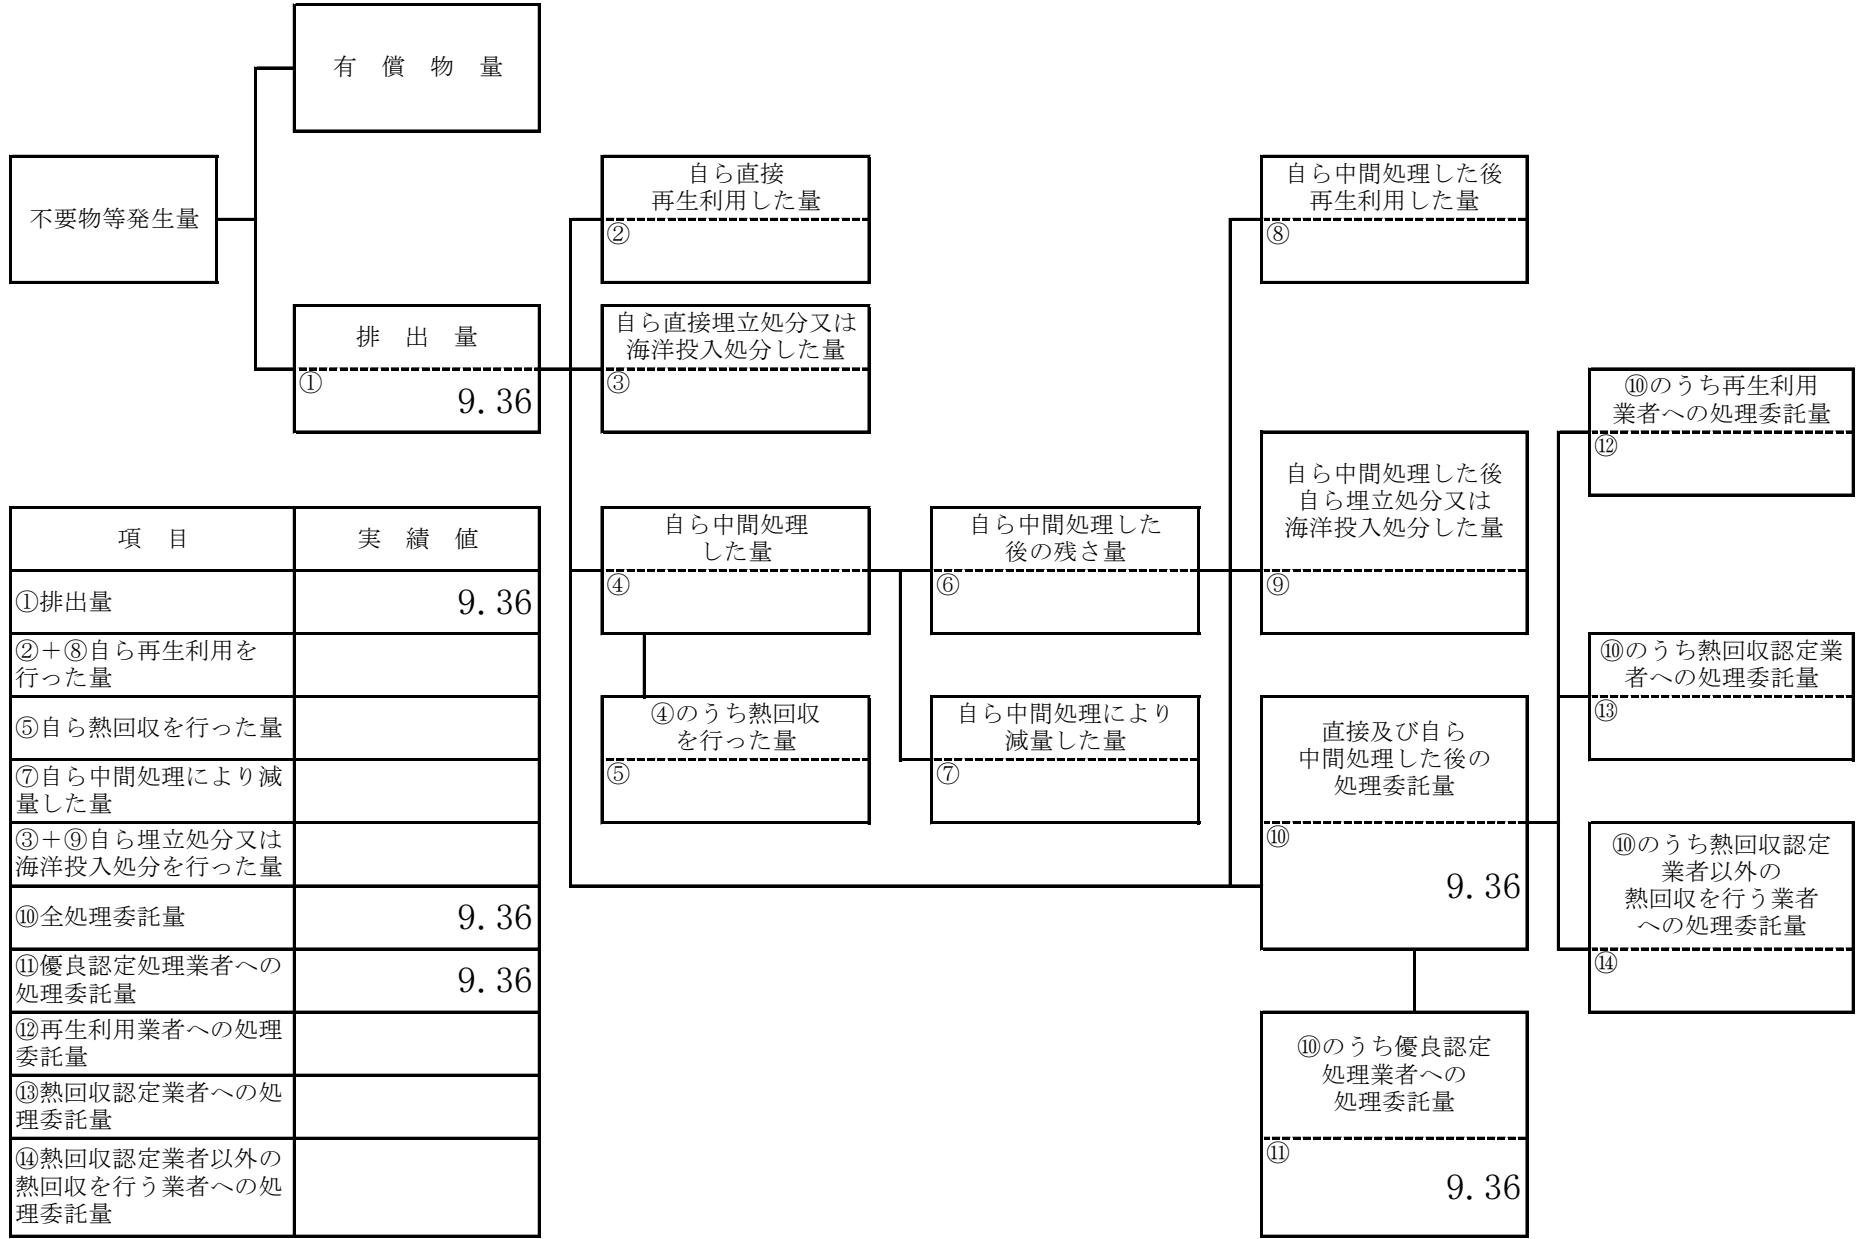 有 償 物 量
不要物等発生量
排 出 量
①
9.36
自ら直接
再生利用した量
②
自ら直接埋立処分又は
海洋投入処分した量
③
自ら中間処理
した量
④
④のうち熱回収
を行った量
⑤
自ら中間処理した
後の残さ量
⑥
自ら中間処理により
減量した量
⑦
自ら中間処理した後
再生利用した量
⑧
自ら中間処理した後
自ら埋立処分又は
海洋投入処分した量
⑨
直接及び自ら
中間処理した後の
処理委託量
⑩
9.36
⑩のうち優良認定
処理業者への
処理委託量
⑪
9.36
⑩のうち再生利用
業者への処理委託量
⑫
⑩のうち熱回収認定業
者への処理委託量
⑬
⑩のうち熱回収認定
業者以外の
熱回収を行う業者
への処理委託量
⑭
項 目 実 績 値
①排出量 9.36
②+⑧自ら再生利用を
行った量
⑤自ら熱回収を行った量
⑦自ら中間処理により減
量した量
③+⑨自ら埋立処分又は
海洋投入処分を行った量
⑩全処理委託量 9.36
⑪優良認定処理業者への
処理委託量 9.36
⑫再生利用業者への処理
委託量
⑬熱回収認定業者への処
理委託量
⑭熱回収認定業者以外の
熱回収を行う業者への処
理委託量